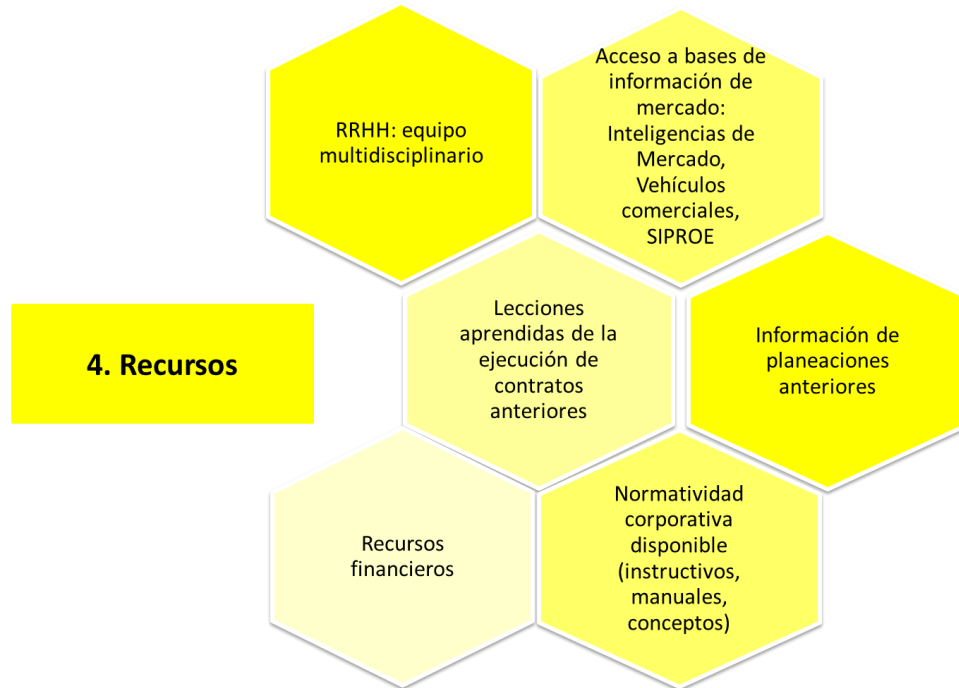 RRHH: equipo
multidisciplinario
Acceso a bases de
información de
mercado:
Inteligencias de
Mercado,
Vehículos
comerciales,
SIPROE
4. Recursos
Lecciones
aprendidas de la
ejecución de
contratos
anteriores
Información de
planeaciones
anteriores
Recursos
financieros
Normatividad
corporativa
disponible
(instructivos,
manuales,
conceptos)